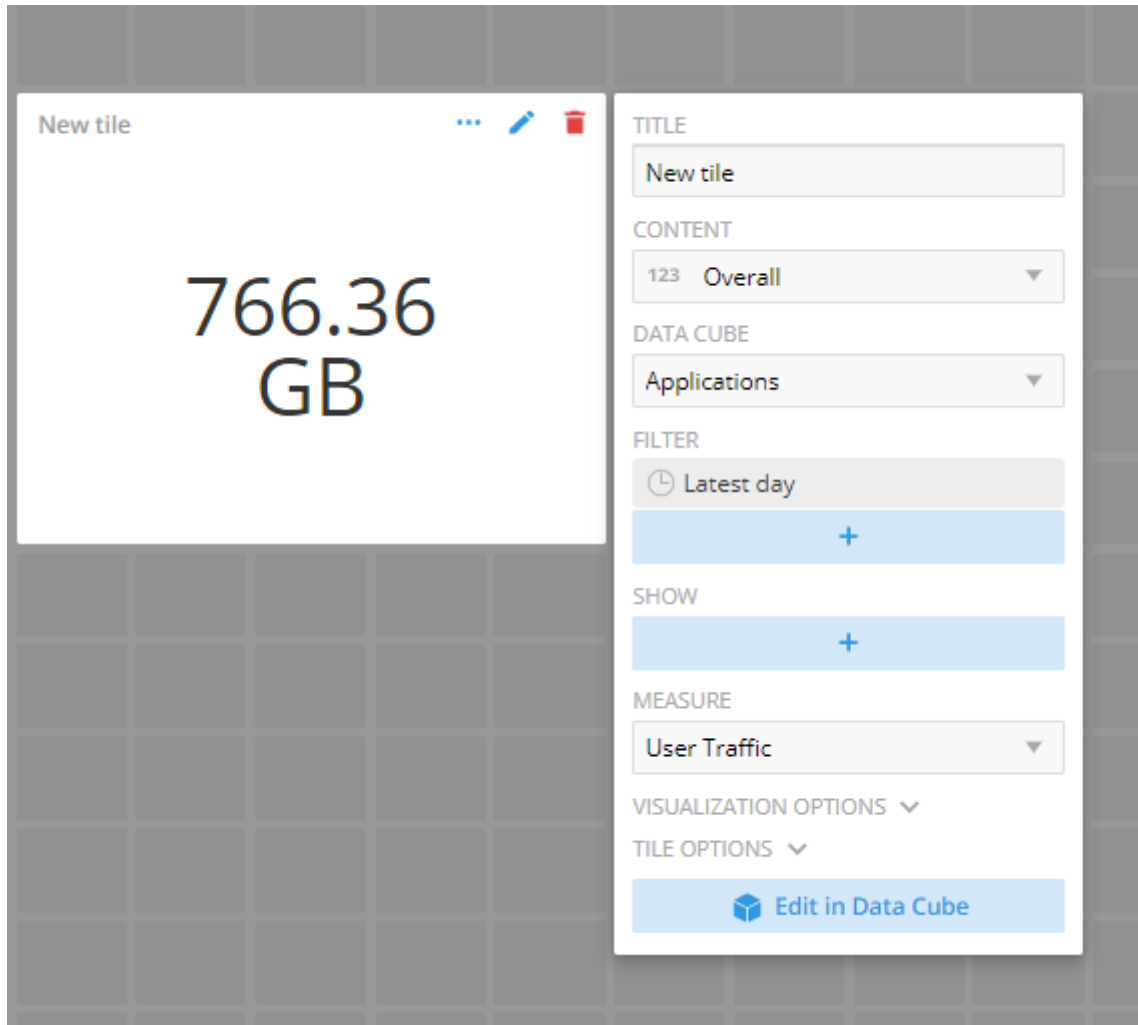 New tile
766.36
GB
TITLE
New tile
CONTENT
123 Overall
DATA CUBE
Applications
FILTER
Latest day
+
SHOW
+
MEASURE
User Traffic
VISUALIZATION OPTIONS
TILE OPTIONS
Edit in Data Cube